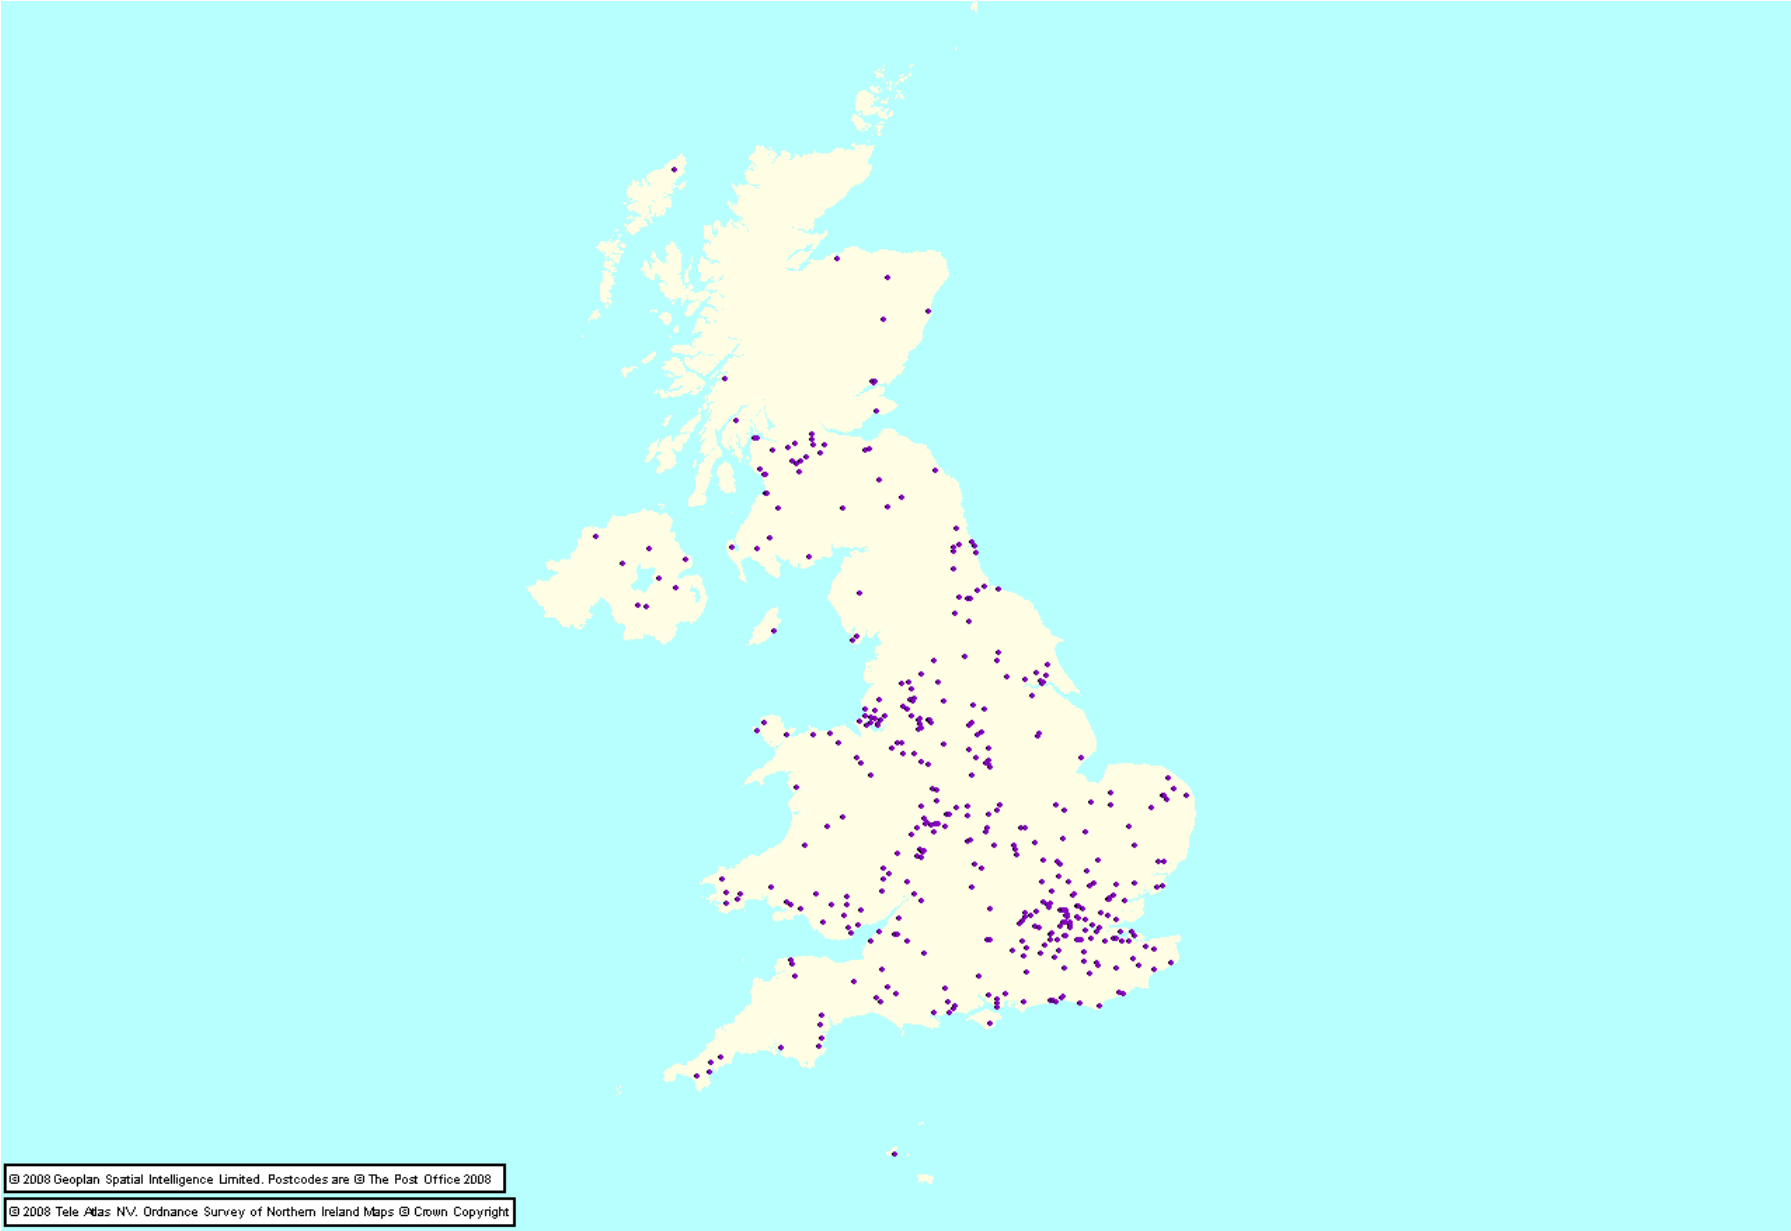 © 2008 Geoplan Spatial Intelligence Limited. Postcodes are © The Post Office 2008
© 2008 Tele Atlas NV. Ordnance Survey of Northern Ireland Maps © Crown Copyright